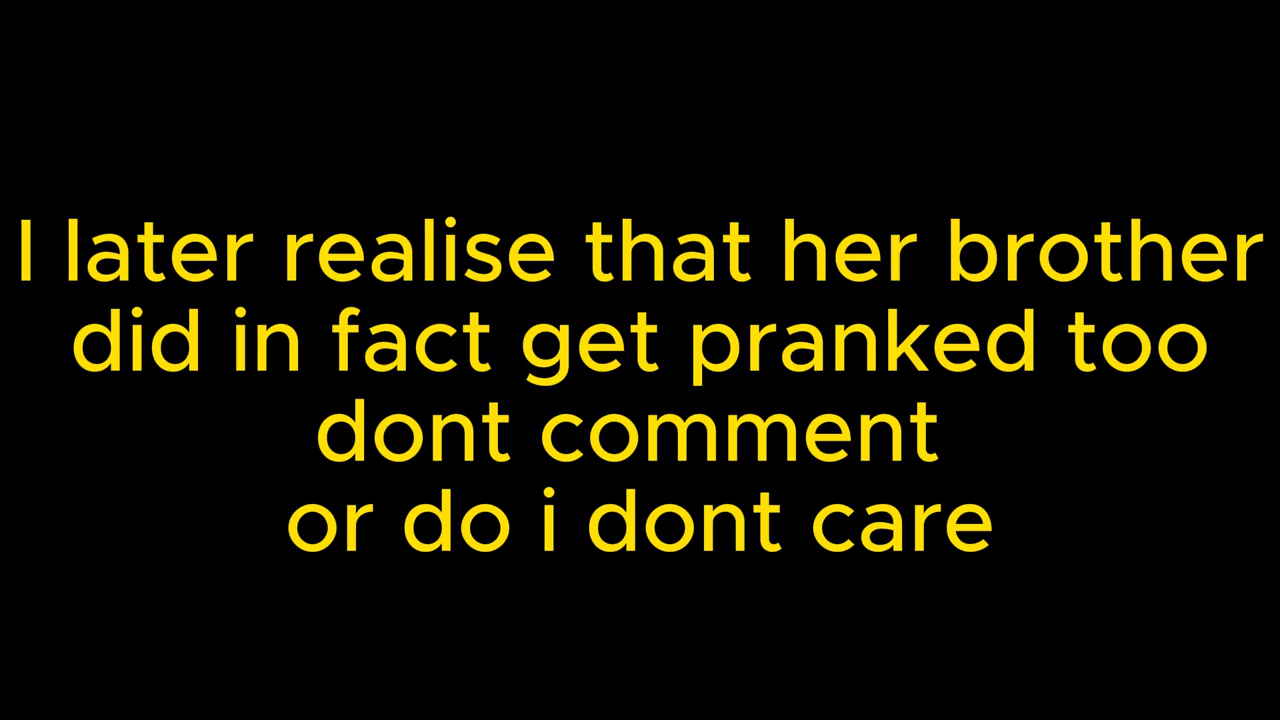 I later realise that her brother
did in fact get pranked too
dont comment
or do i dont care